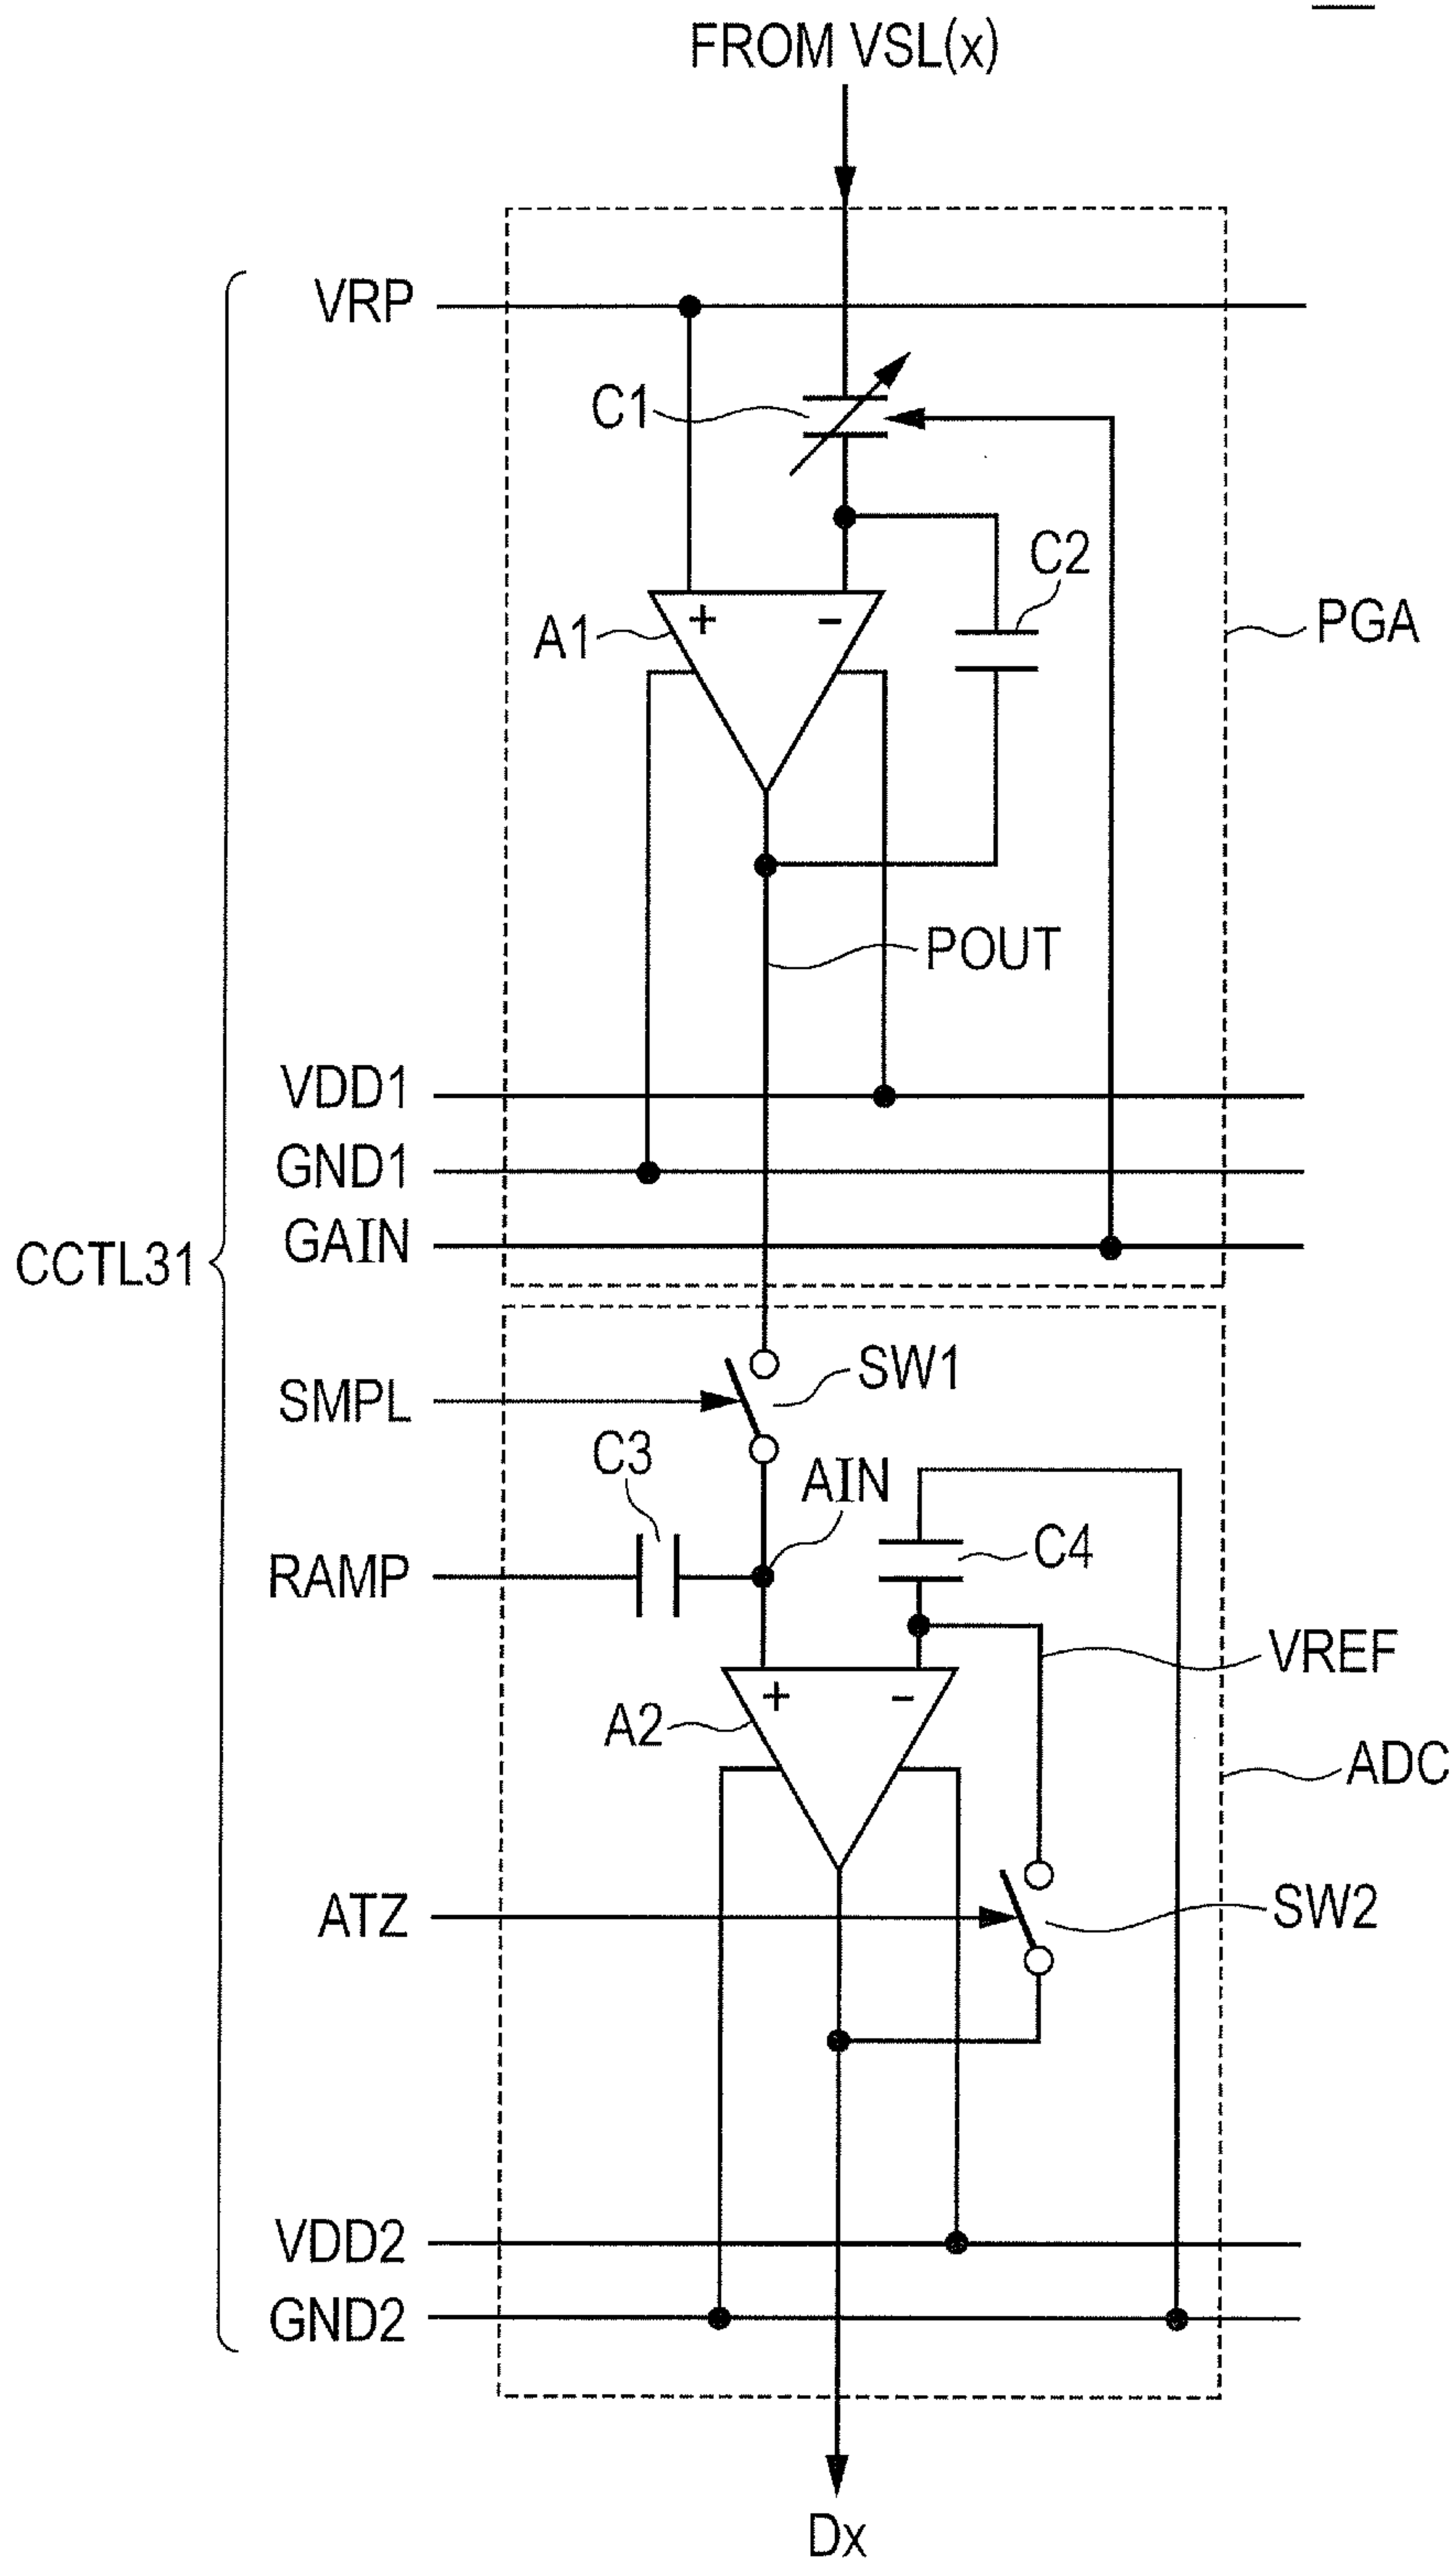 FROM VSL(x)
VRP
C1
C2
A1
+
-
PGA
POUT
VDD1
GND1
GAIN
CCTL31
SW1
SMPL
C3
AIN
C4
RAMP
VREF
+
-
A2
ADC
ATZ
SW2
VDD2
GND2
Dx